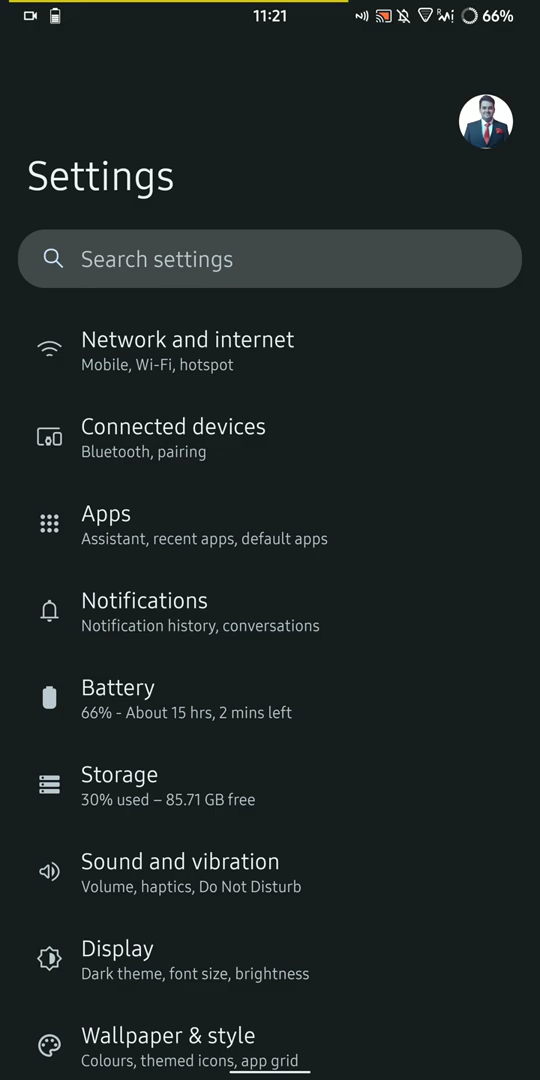 11:21
66%
Settings
Search settings
Network and internet
Mobile, Wi-Fi, hotspot
Connected devices
Bluetooth, pairing
Apps
Assistant, recent apps, default apps
Notifications
Notification history, conversations
Battery
66% - About 15 hrs, 2 mins left
Storage
30% used – 85.71 GB free
Sound and vibration
Volume, haptics, Do Not Disturb
Display
Dark theme, font size, brightness
Wallpaper & style
Colours, themed icons, app grid